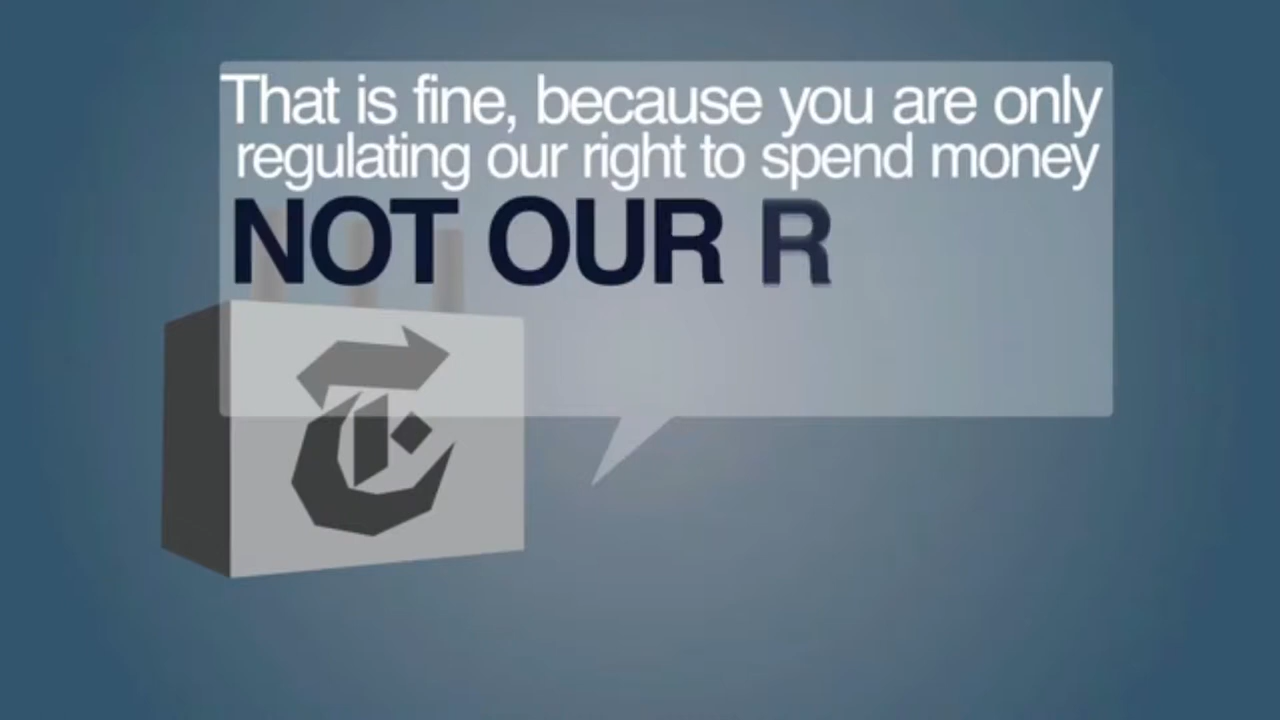 That is fine, because you are only
regulating our right to spend money
NOT OUR R